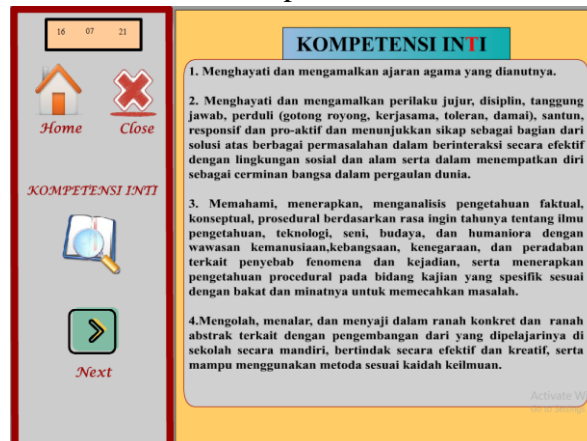 16 07 21
Home Close
KOMPETENSI INTI
Next
KOMPETENSI INTI
1. Menghayati dan mengamalkan ajaran agama yang dianutnya.
2. Menghayati dan mengamalkan perilaku jujur, disiplin, tanggung
jawab, perduli (gotong royong, kerjasama, toleran, damai), santun,
responsif dan pro-aktif dan menunjukkan sikap sebagai bagian dari
solusi atas berbagai permasalahan dalam berinteraksi secara efektif
dengan lingkungan sosial dan alam serta dalam menempatkan diri
sebagai cerminan bangsa dalam pergaulan dunia.
3. Memahami, menerapkan, menganalisis pengetahuan faktual,
konseptual, prosedural berdasarkan rasa ingin tahunya tentang ilmu
pengetahuan, teknologi, seni, budaya, dan humaniora dengan
wawasan kemanusiaan,kebangsaan, kenegaraan, dan peradaban
terkait penyebab fenomena dan kejadian, serta menerapkan
pengetahuan procedural pada bidang kajian yang spesifik sesuai
dengan bakat dan minatnya untuk memecahkan masalah.
4.Mengolah, menalar, dan menyaji dalam ranah konkret dan ranah
abstrak terkait dengan pengembangan dari yang dipelajarinya di
sekolah secara mandiri, bertindak secara efektif dan kreatif, serta
mampu menggunakan metoda sesuai kaidah keilmuan.
Activate W